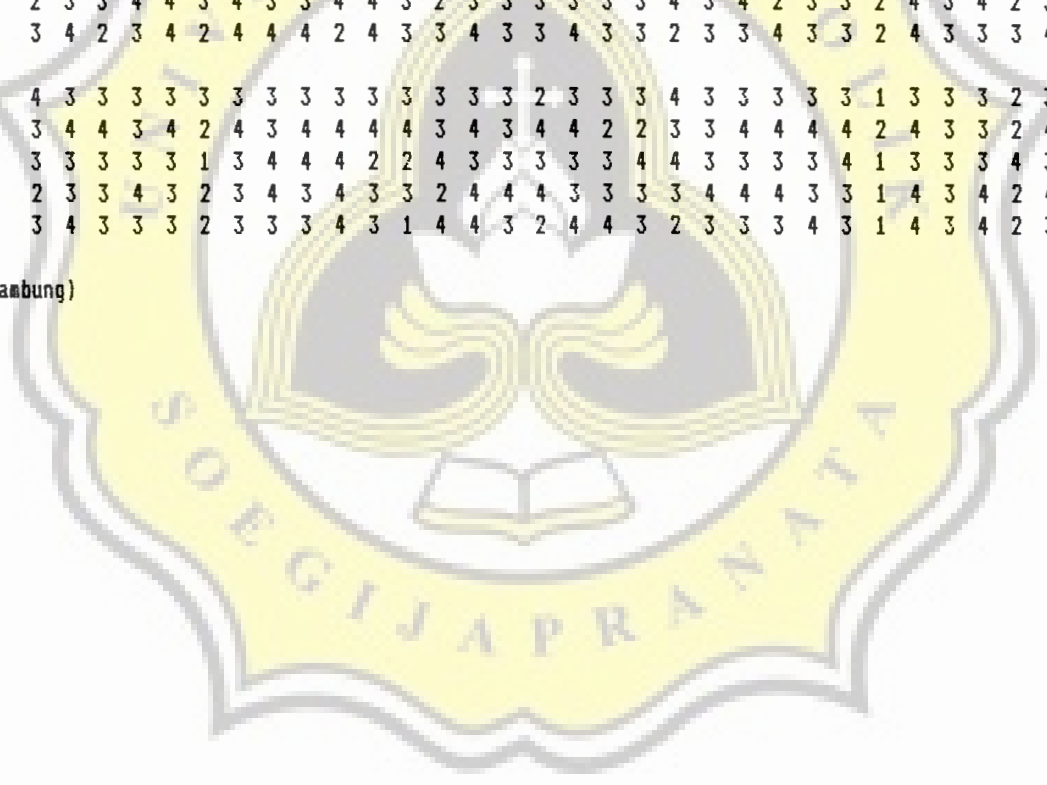 3 4 2 3 4 2 4 4 4 2 4 3 3 4 3 3 4 3 3 2 3 3 4 3 3 2 4 3 3 3
4 3 3 3 3 3 3 3 3 3 3 3 3 3 3 2 3 3 3 4 3 3 3 3 3 1 3 3 3 2
3 4 4 3 4 2 4 3 4 4 4 4 3 4 3 4 4 2 2 3 3 4 4 4 4 2 4 3 3 2
3 3 3 3 3 1 3 4 4 4 2 2 4 3 3 3 3 3 4 4 3 3 3 3 4 1 3 3 3 4
2 3 3 4 3 2 3 4 3 4 3 3 2 4 4 4 3 3 3 3 4 4 4 3 3 1 4 3 4 2
3 4 3 3 3 2 3 3 3 4 3 1 4 4 3 2 4 4 3 2 3 3 3 4 3 1 4 3 4 2
ambung)
SOEGIJAPRANATA